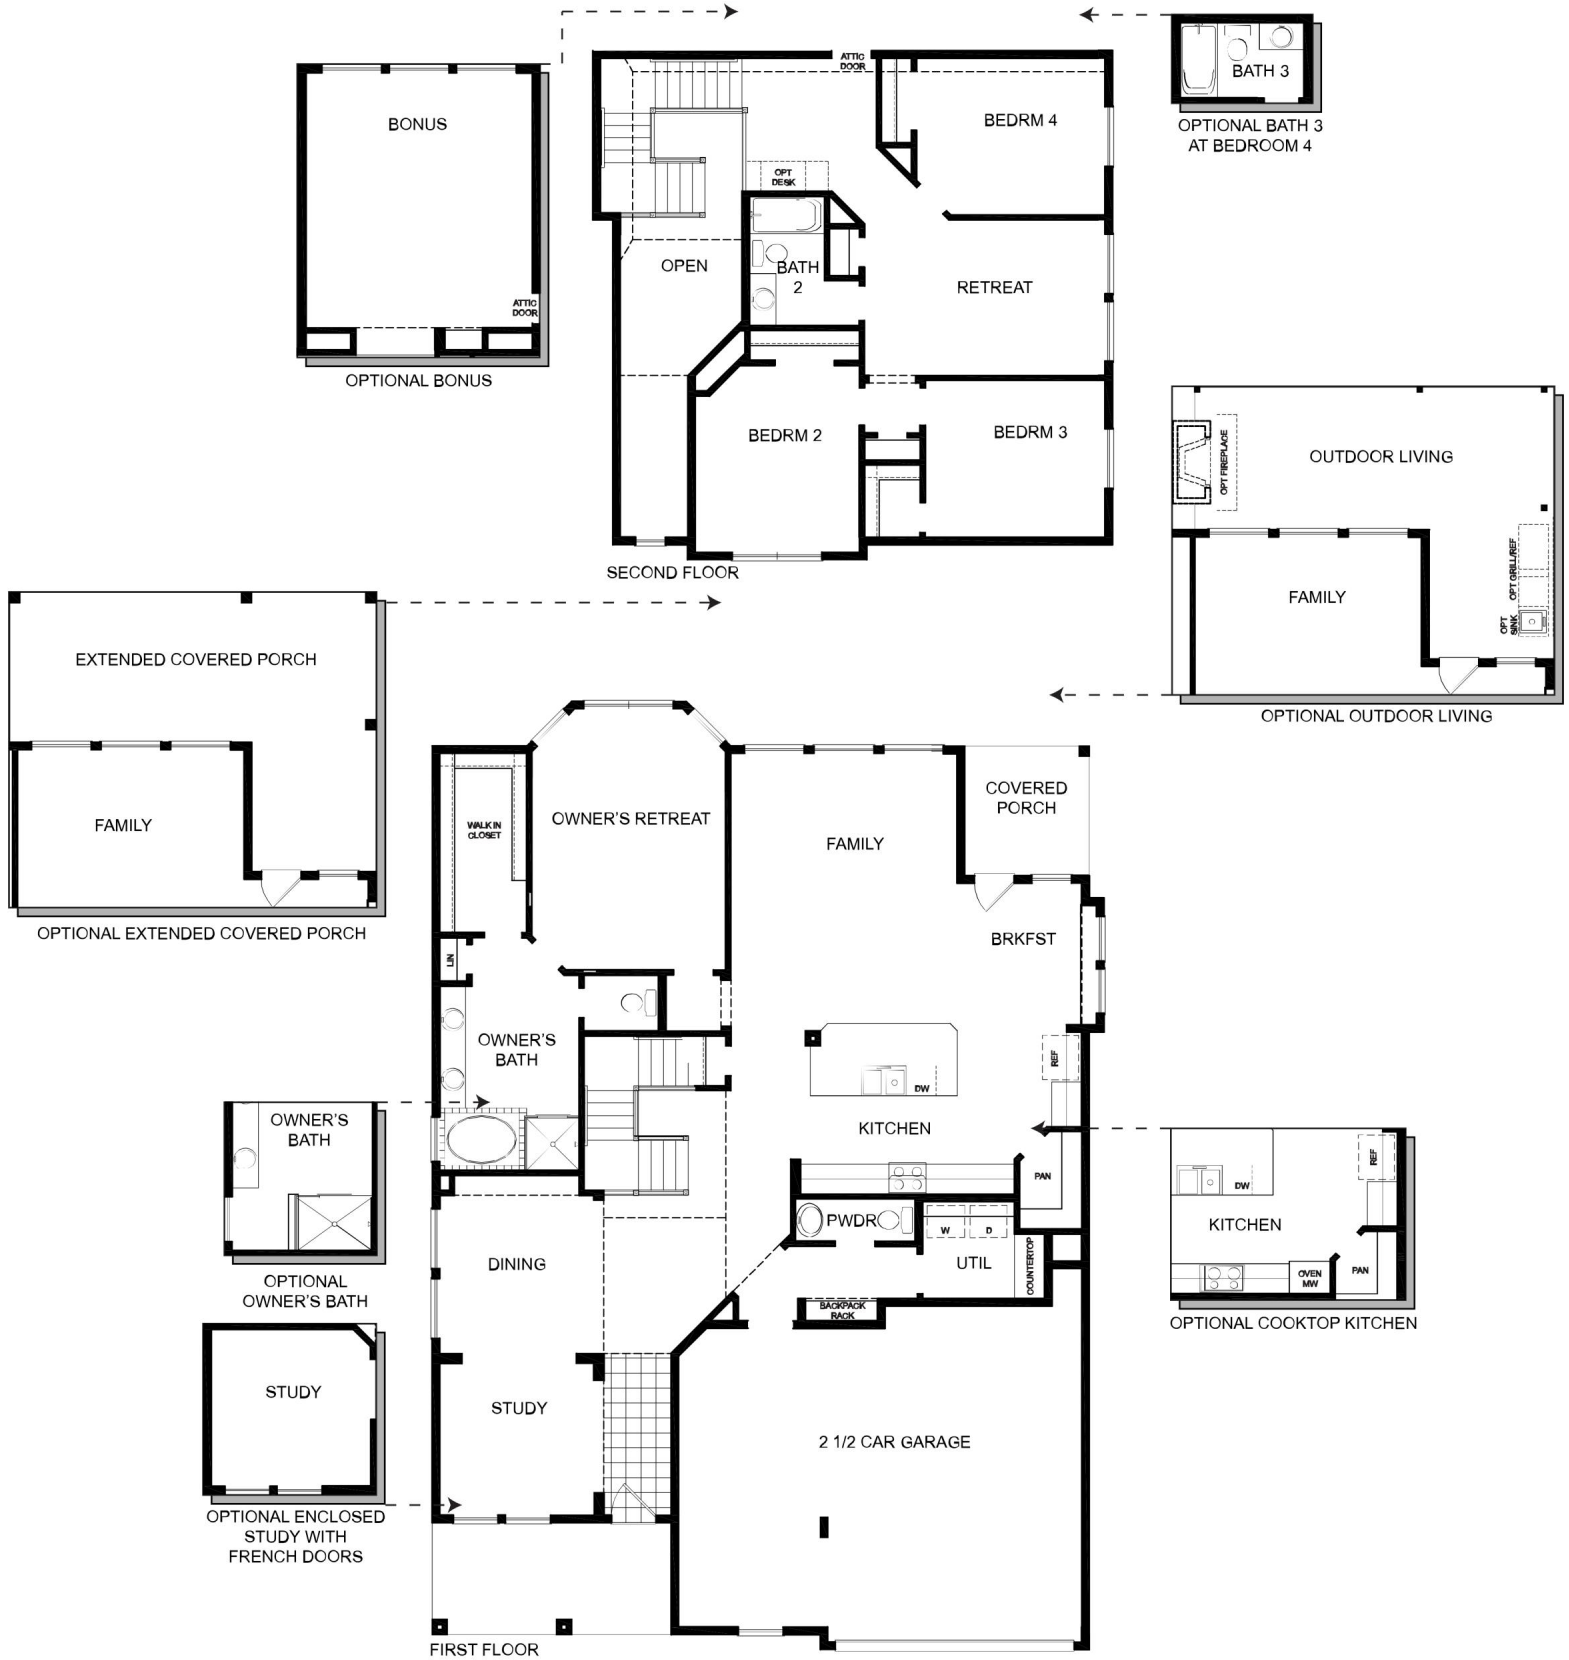 BONUS
ATTIC
DOOR
OPTIONAL BONUS
ATTIC
DOOR
BEDRM 4
OPT
DESK
OPEN
BATH
2
RETREAT
BEDRM 2
BEDRM 3
SECOND FLOOR
BATH 3
OPTIONAL BATH 3
AT BEDROOM 4
OUTDOOR LIVING
OPT FIREPLACE
FAMILY
OPT GRILL/REF
OPT
SINK
OPTIONAL OUTDOOR LIVING
EXTENDED COVERED PORCH
FAMILY
OPTIONAL EXTENDED COVERED PORCH
WALK IN
CLOSET
OWNER'S RETREAT
FAMILY
COVERED
PORCH
BRKFST
LIN
OWNER'S
BATH
REF
DW
KITCHEN
PAN
PWDR
W
D
UTIL
COUNTERTOP
BACKPACK
RACK
DINING
STUDY
2 1/2 CAR GARAGE
FIRST FLOOR
OWNER'S
BATH
OPTIONAL
OWNER'S BATH
STUDY
OPTIONAL ENCLOSED
STUDY WITH
FRENCH DOORS
REF
DW
KITCHEN
OVEN
MW
PAN
OPTIONAL COOKTOP KITCHEN